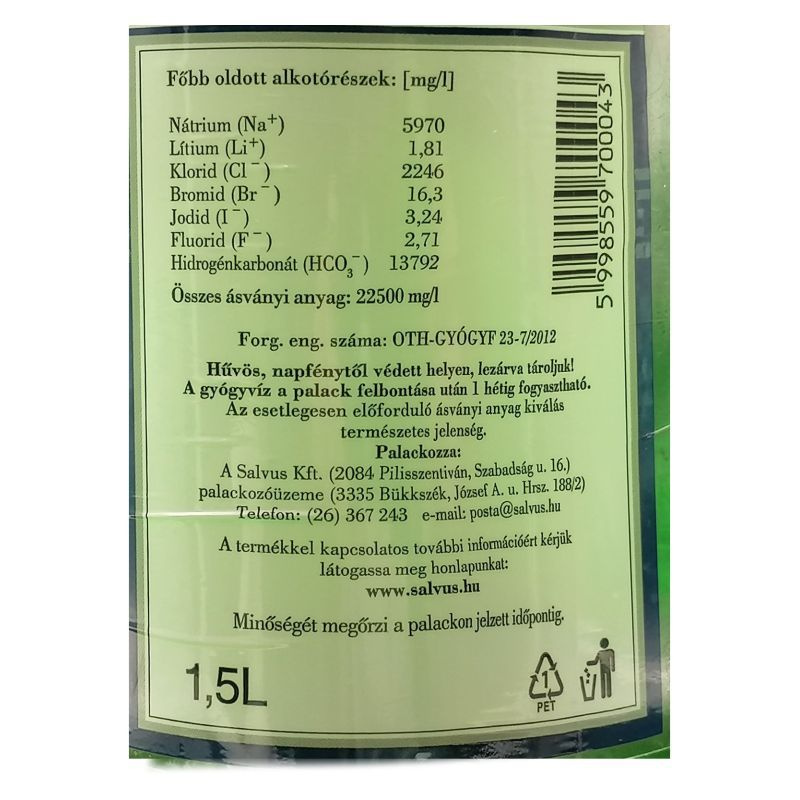 Főbb oldott alkotórészek: [mg/l]
Nátrium (Na⁺) 5970
Lítium (Li⁺) 1,81
Klorid (Cl⁻) 2246
Bromid (Br⁻) 16,3
Jodid (I⁻) 3,24
Fluorid (F⁻) 2,71
Hidrogénkarbonát (HCO₃⁻) 13792
Összes ásványi anyag: 22500 mg/l
5 998559 700043
Forg. eng. száma: OTH-GYÓGYF 23-7/2012
Hűvös, napfénytől védett helyen, lezárva tároljuk!
A gyógyvíz a palack felbontása után 1 hétig fogyasztható.
Az esetlegesen előforduló ásványi anyag kiválás
természetes jelenség.
Palackozza:
A Salvus Kft. (2084 Pilisszentiván, Szabadság u. 16.)
palackozóüzeme (3335 Bükkszék, József A. u. Hrsz. 188/2)
Telefon: (26) 367 243 e-mail: posta@salvus.hu
A termékkel kapcsolatos további információért kérjük
látogassa meg honlapunkat:
www.salvus.hu
Minőségét megőrzi a palackon jelzett időpontig.
1,5L
1
PET